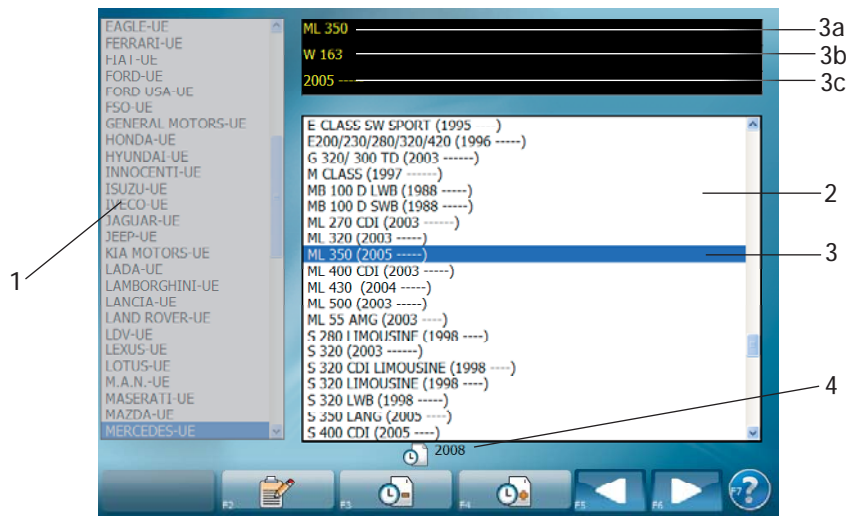 EAGLE-UE
FERRARI-UE
FIAT-UE
FORD-UE
FORD USA-UE
FSO-UE
GENERAL MOTORS-UE
HONDA-UE
HYUNDAI-UE
INNOCENTI-UE
ISUZU-UE
IVECO-UE
JAGUAR-UE
JEEP-UE
KIA MOTORS-UE
LADA-UE
LAMBORGHINI-UE
LANCIA-UE
LAND ROVER-UE
LDV-UE
LEXUS-UE
LOTUS-UE
M.A.N.-UE
MASERATI-UE
MAZDA-UE
MERCEDES-UE
1
ML 350
W 163
2005 ----
3a
3b
3c
E CLASS SW SPORT (1995 )
E200/230/280/320/420 (1996 -----)
G 320/ 300 TD (2003 ------)
M CLASS (1997 ------)
MB 100 D LWB (1988 -----)
MB 100 D SWB (1988 -----)
ML 270 CDI (2003 ------)
ML 320 (2003 -----)
ML 350 (2005 -----)
ML 400 CDI (2003 -----)
ML 430 (2004 -----)
ML 500 (2003 -----)
ML 55 AMG (2003 ----)
S 280 LIMOUSINE (1998 ----)
S 320 (2003 ------)
S 320 CDI LIMOUSINE (1998 ----)
S 320 LIMOUSINE (1998 ----)
S 320 LWB (1998 -----)
S 350 LANG (2005 ----)
S 400 CDI (2005 ----)
2
3
4
2008
F2
F3
F4
F5
F6
F7
?